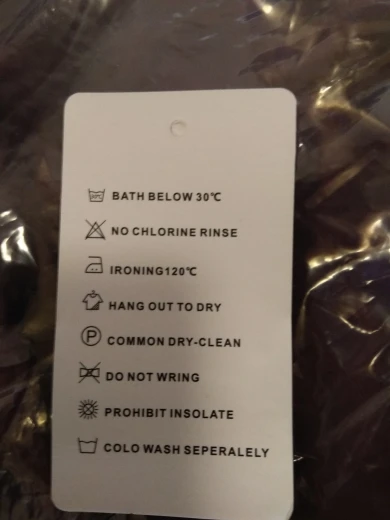 BATH BELOW 30℃
NO CHLORINE RINSE
IRONING120℃
HANG OUT TO DRY
P COMMON DRY-CLEAN
DO NOT WRING
PROHIBIT INSOLATE
COLO WASH SEPERALELY